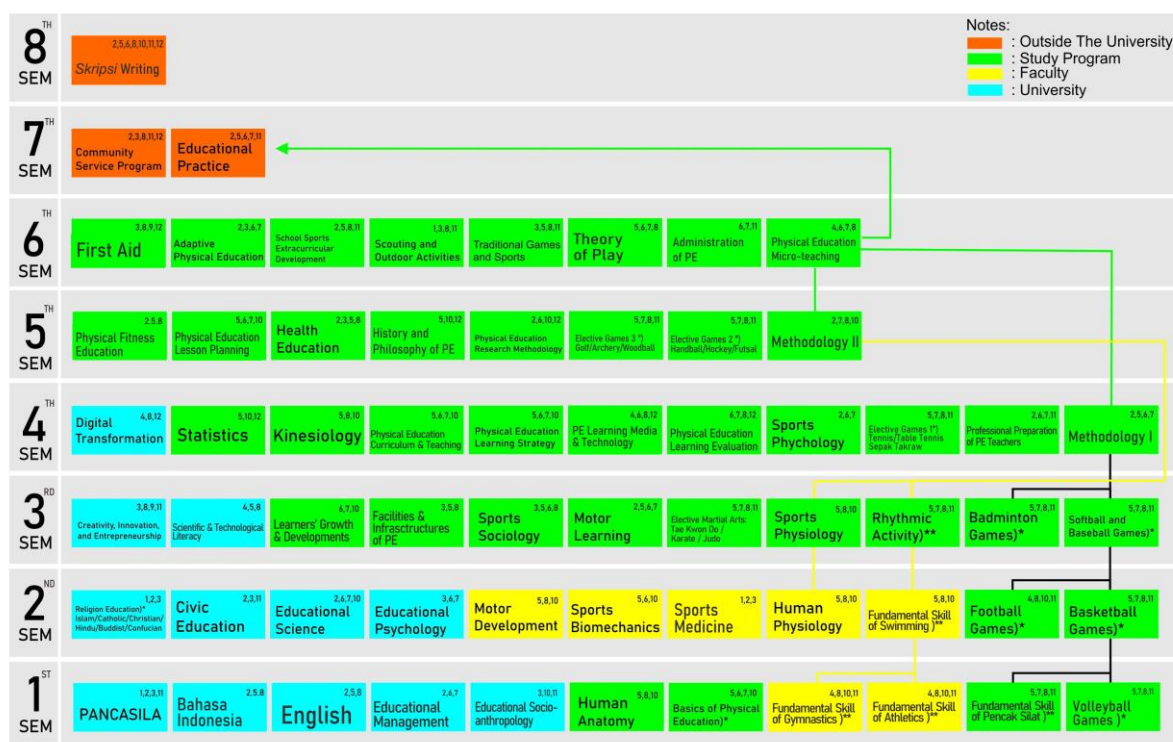 Notes:
: Outside The University
: Study Program
: Faculty
: University
8TH
SEM
2,5,6,8,10,11,12
Skripsi Writing
7TH
SEM
2,3,8,11,12
Community
Service Program
2,5,6,7,11
Educational
Practice
6TH
SEM
3,8,9,12
First Aid
2,3,6,7
Adaptive
Physical Education
2,5,8,11
School Sports
Extracurricular
Development
1,3,8,11
Scouting and
Outdoor Activities
3,5,8,11
Traditional Games
and Sports
5,6,7,8
Theory
of Play
6,7,11
Administration
of PE
4,6,7,8
Physical Education
Micro-teaching
5TH
SEM
2.5.8
Physical Fitness
Education
5,6,7,10
Physical Education
Lesson Planning
2,3,5,8
Health
Education
5,10,12
History and
Philosophy of PE
2,6,10,12
Physical Education
Research Methodology
5,7,8,11
Elective Games 3 *)
Golf/Archery/Woodball
5,7,8,11
Elective Games 2 *)
Handball/Hockey/Futsal
2,7,8,10
Methodology II
4TH
SEM
4,8,12
Digital
Transformation
5,10,12
Statistics
5,8,10
Kinesiology
5,6,7,10
Physical Education
Curriculum & Teaching
5,6,7,10
Physical Education
Learning Strategy
4,6,8,12
PE Learning Media
& Technology
6,7,8,12
Physical Education
Learning Evaluation
2,6,7
Sports
Phychology
5,7,8,11
Elective Games 1*)
Tennis/Table Tennis
Sepak Takraw
2,6,7,11
Professional Preparation
of PE Teachers
2,5,6,7
Methodology I
3RD
SEM
3,8,9,11
Creativity, Innovation,
and Entrepreneurship
4,5,8
Scientific & Technological
Literacy
6,7,10
Learners' Growth
& Developments
3,5,8
Facilities &
Infrasctructures
of PE
3,5,6,8
Sports
Sociology
2,5,6,7
Motor
Learning
5,7,8,11
Elective Martial Arts:
Tae Kwon Do /
Karate / Judo
5,8,10
Sports
Physiology
5,7,8,11
Rhythmic
Activity)**
5,7,8,11
Badminton
Games)*
5,7,8,11
Softball and
Baseball Games)*
2ND
SEM
1,2,3
Religion Education)*
Islam/Catholic/Christian/
Hindu/Buddist/Confucian
2,3,11
Civic
Education
2,6,7,10
Educational
Science
3,6,7
Educational
Psychology
5,8,10
Motor
Development
5,6,10
Sports
Biomechanics
1,2,3
Sports
Medicine
5,8,10
Human
Physiology
5,8,10
Fundamental Skill
of Swimming )**
4,8,10,11
Football
Games)*
5,7,8,11
Basketball
Games)*
1ST
SEM
1,2,3,11
PANCASILA
2,5,8
Bahasa
Indonesia
2,5,8
English
2,6,7
Educational
Management
3,10,11
Educational Socio-
anthropology
5,8,10
Human
Anatomy
5,6,7,10
Basics of Physical
Education)*
4,8,10,11
Fundamental Skill
of Gymnastics )**
4,8,10,11
Fundamental Skill
of Athletics )**
5,7,8,11
Fundamental Skill
of Pencak Silat )**
5,7,8,11
Volleyball
Games )*